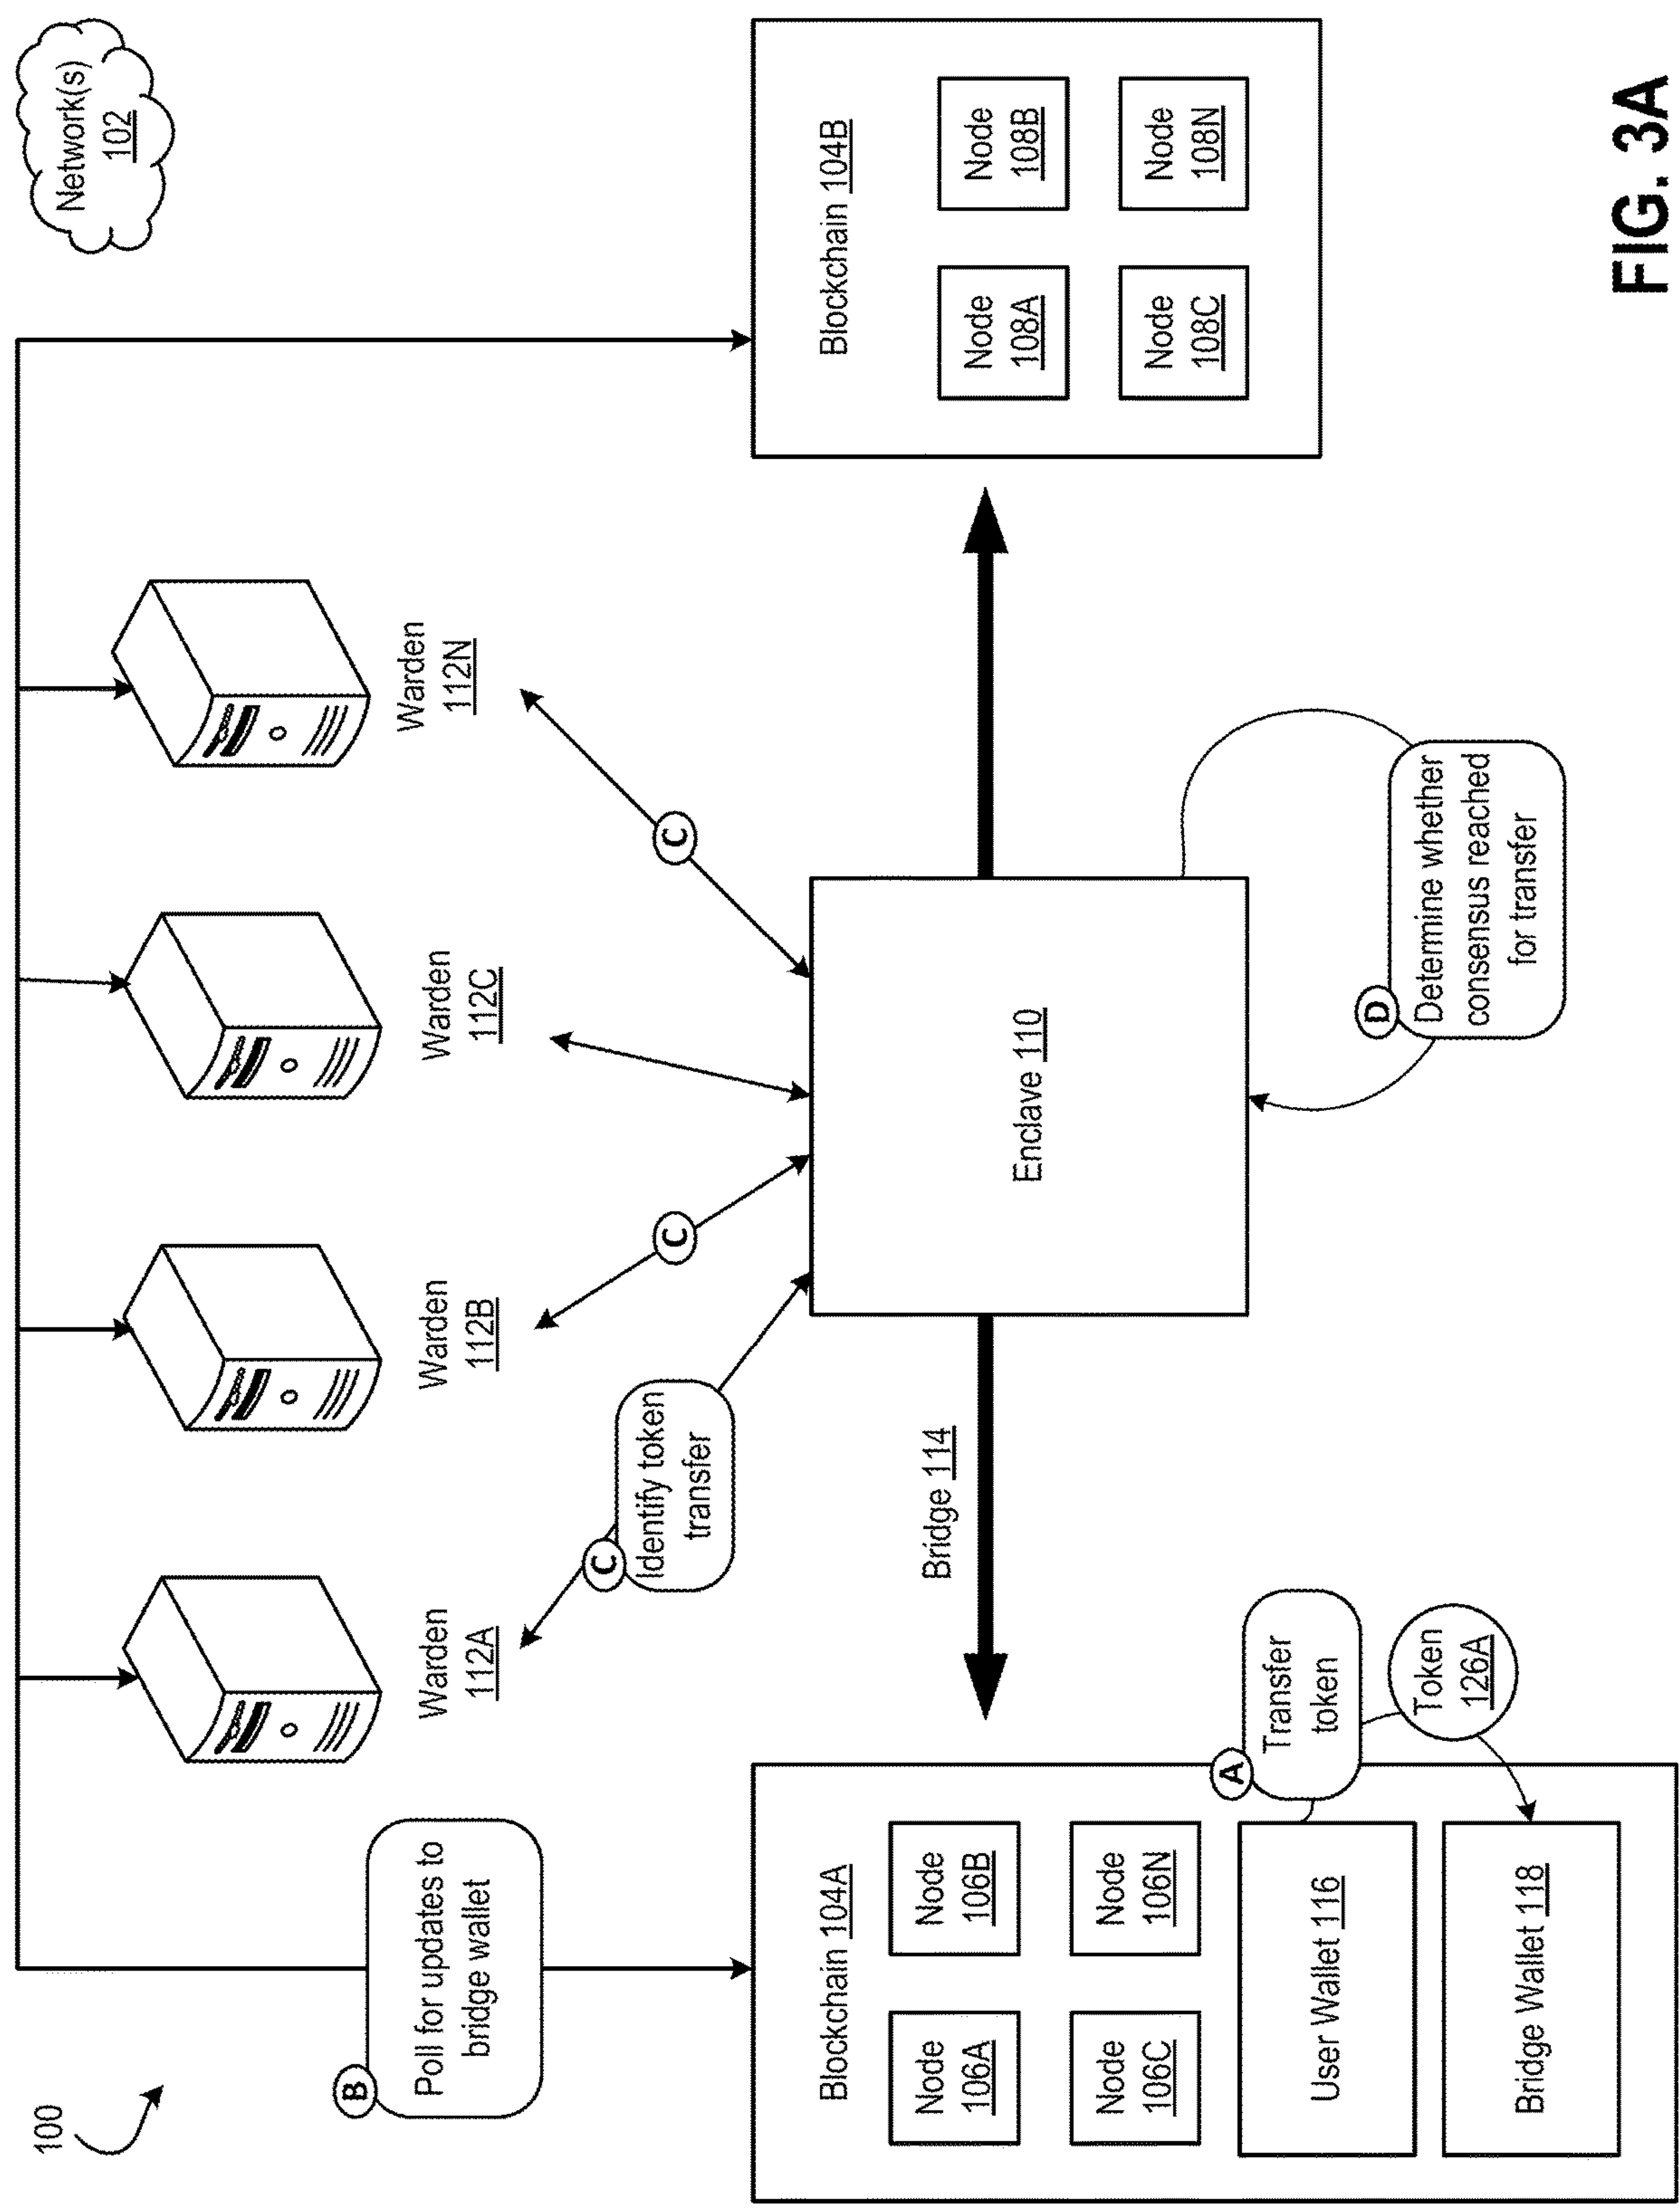 100
Network(s)
102
B
Poll for updates to
bridge wallet
Warden
112A
Warden
112B
Warden
112C
Warden
112N
C
Identify token
transfer
C
C
Bridge 114
Enclave 110
D
Determine whether
consensus reached
for transfer
Blockchain 104A
Node
106A
Node
106B
Node
106C
Node
106N
User Wallet 116
Bridge Wallet 118
A
Transfer
token
Token
126A
Blockchain 104B
Node
108A
Node
108B
Node
108C
Node
108N
FIG. 3A